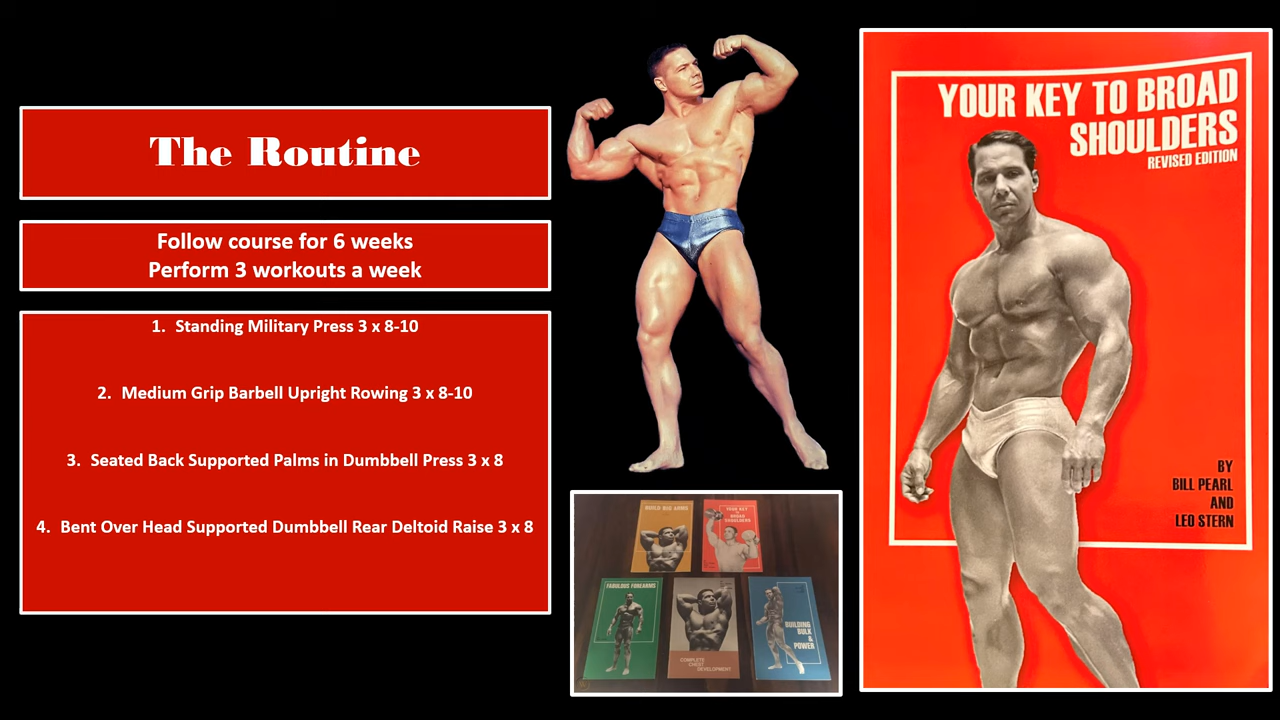 The Routine
Follow course for 6 weeks
Perform 3 workouts a week
1. Standing Military Press 3 x 8-10
2. Medium Grip Barbell Upright Rowing 3 x 8-10
3. Seated Back Supported Palms in Dumbbell Press 3 x 8
4. Bent Over Head Supported Dumbbell Rear Deltoid Raise 3 x 8
YOUR KEY TO BROAD
SHOULDERS
REVISED EDITION
BY
BILL PEARL
AND
LEO STERN
BUILD BIG ARMS
YOUR KEY
TO
BROAD
SHOULDERS
FABULOUS FOREARMS
COMPLETE
CHEST
DEVELOPMENT
BUILDING
BULK
&
POWER